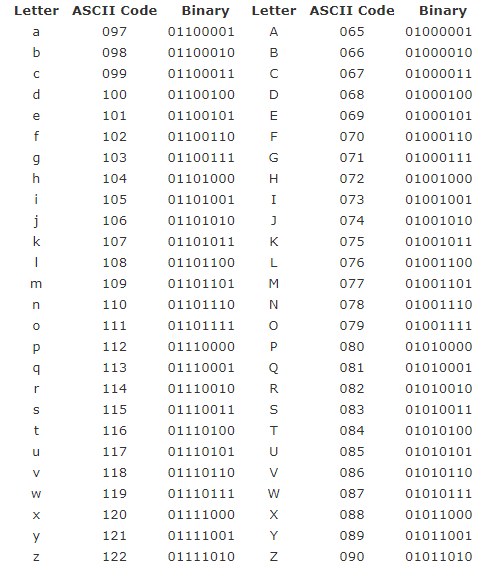 Letter ASCII Code Binary Letter ASCII Code Binary
a 097 01100001 A 065 01000001
b 098 01100010 B 066 01000010
c 099 01100011 C 067 01000011
d 100 01100100 D 068 01000100
e 101 01100101 E 069 01000101
f 102 01100110 F 070 01000110
g 103 01100111 G 071 01000111
h 104 01101000 H 072 01001000
i 105 01101001 I 073 01001001
j 106 01101010 J 074 01001010
k 107 01101011 K 075 01001011
l 108 01101100 L 076 01001100
m 109 01101101 M 077 01001101
n 110 01101110 N 078 01001110
o 111 01101111 O 079 01001111
p 112 01110000 P 080 01010000
q 113 01110001 Q 081 01010001
r 114 01110010 R 082 01010010
s 115 01110011 S 083 01010011
t 116 01110100 T 084 01010100
u 117 01110101 U 085 01010101
v 118 01110110 V 086 01010110
w 119 01110111 W 087 01010111
x 120 01111000 X 088 01011000
y 121 01111001 Y 089 01011001
z 122 01111010 Z 090 01011010